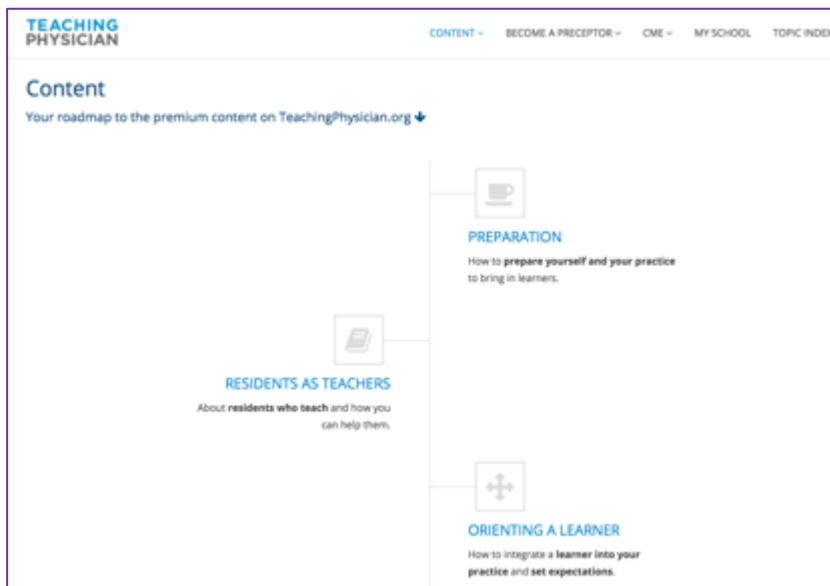 TEACHING
PHYSICIAN
CONTENT BECOME A PRECEPTOR CME MY SCHOOL TOPIC INDEX
Content
Your roadmap to the premium content on TeachingPhysician.org
PREPARATION
How to prepare yourself and your practice
to bring in learners.
RESIDENTS AS TEACHERS
About residents who teach and how you
can help them.
ORIENTING A LEARNER
How to integrate a learner into your
practice and set expectations.